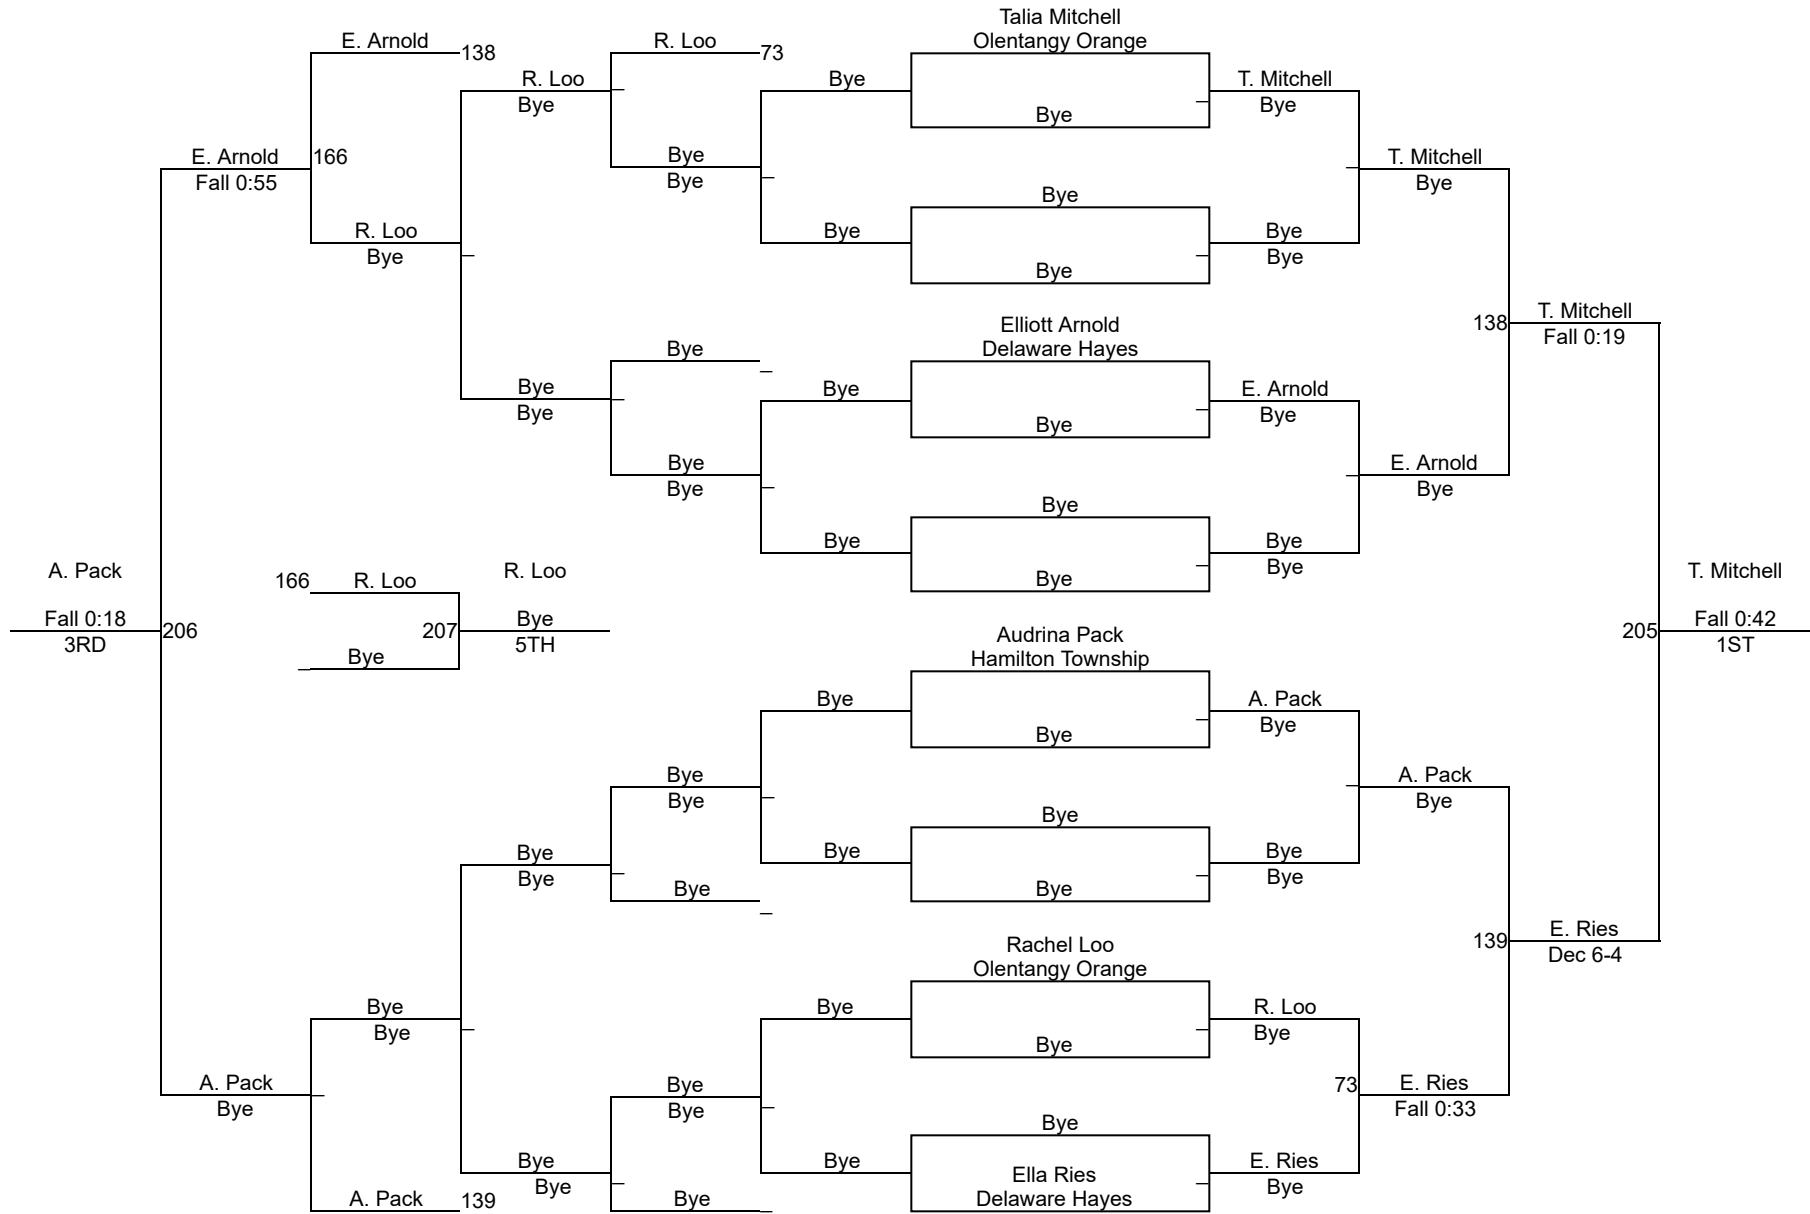 Talia Mitchell
Olentangy Orange
E. Arnold
138
R. Loo
73
R. Loo
Bye
Bye
T. Mitchell
Bye
Bye
E. Arnold
166
Fall 0:55
Bye
Bye
T. Mitchell
Bye
Bye
R. Loo
Bye
Bye
Bye
Bye
Bye
Bye
Elliott Arnold
Delaware Hayes
T. Mitchell
138
Fall 0:19
Bye
Bye
Bye
Bye
E. Arnold
Bye
Bye
Bye
Bye
E. Arnold
Bye
Bye
Bye
Bye
Bye
Bye
A. Pack
Fall 0:18
3RD
206
166
R. Loo
Bye
207
R. Loo
Bye
5TH
T. Mitchell
205
Fall 0:42
1ST
Audrina Pack
Hamilton Township
Bye
A. Pack
Bye
Bye
Bye
Bye
A. Pack
Bye
Bye
Bye
Bye
Bye
Bye
Bye
Bye
Bye
Rachel Loo
Olentangy Orange
139
E. Ries
Dec 6-4
Bye
Bye
Bye
R. Loo
Bye
Bye
A. Pack
Bye
Bye
Bye
73
E. Ries
Fall 0:33
Bye
Bye
Bye
Bye
Ella Ries
Delaware Hayes
E. Ries
Bye
A. Pack
139
Bye